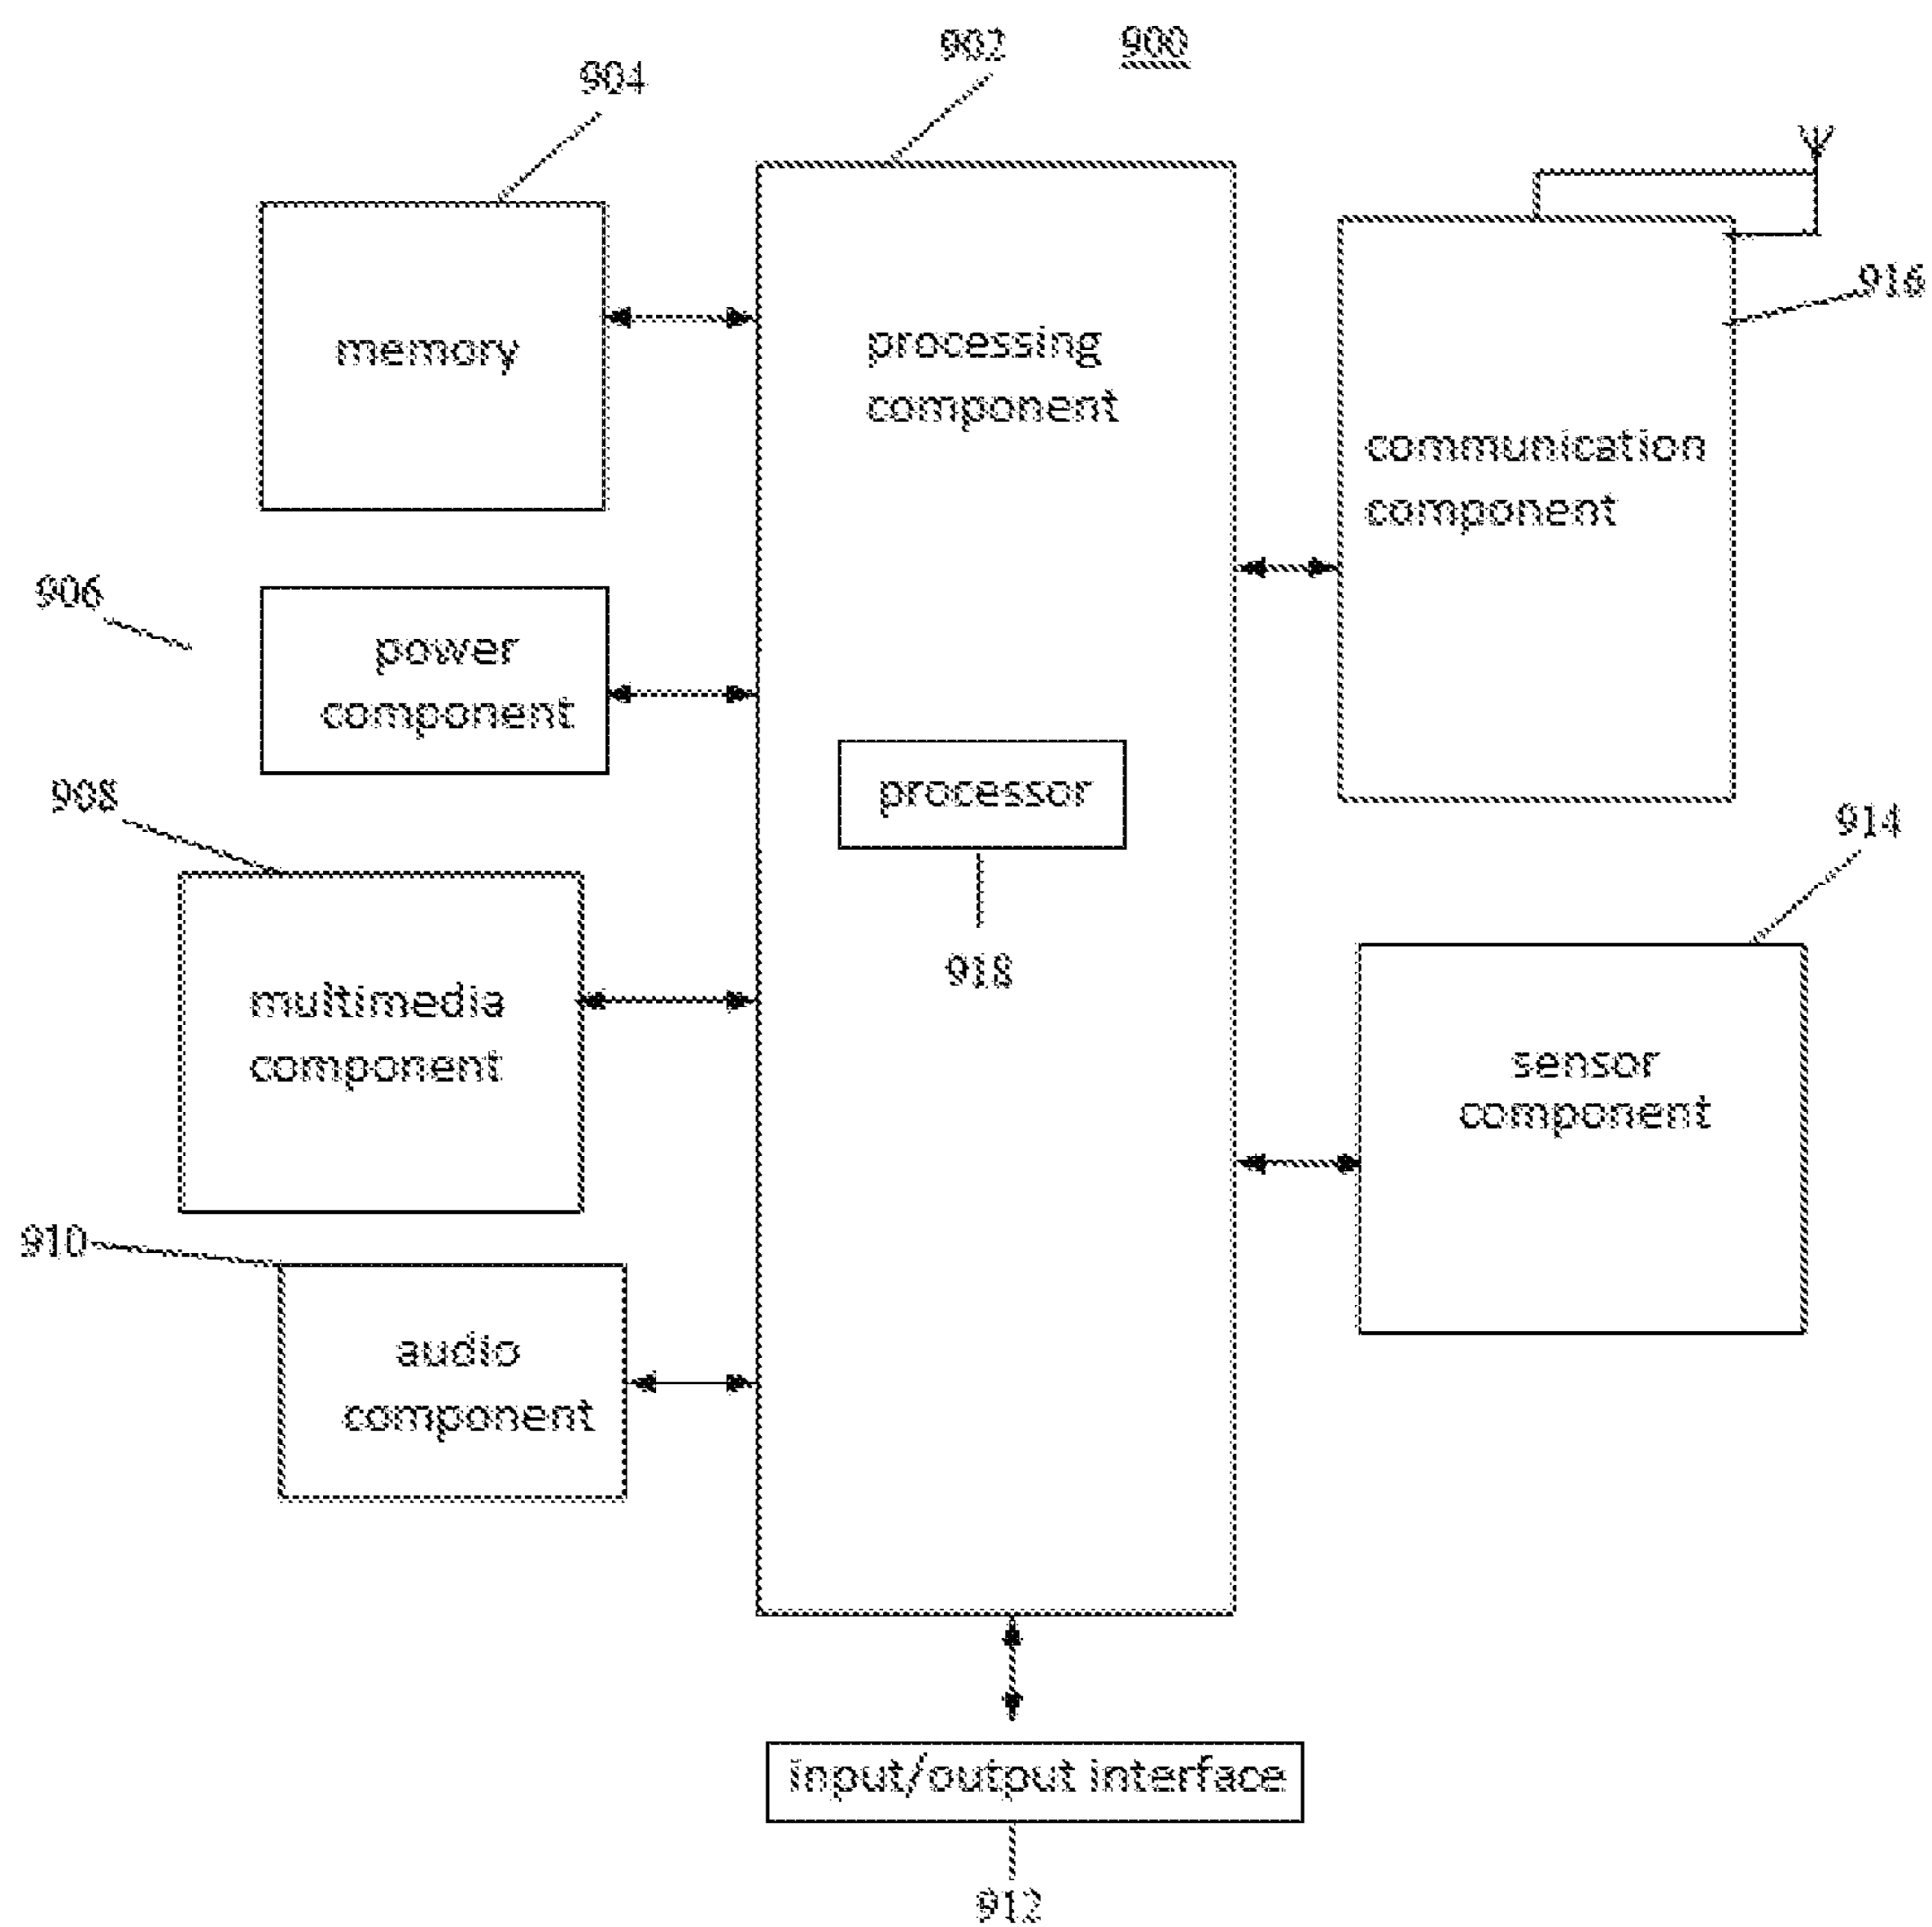 902
900
904
916
memory
processing
component
communication
component
906
power
component
908
processor
914
918
multimedia
component
sensor
component
910
audio
component
input/output interface
912